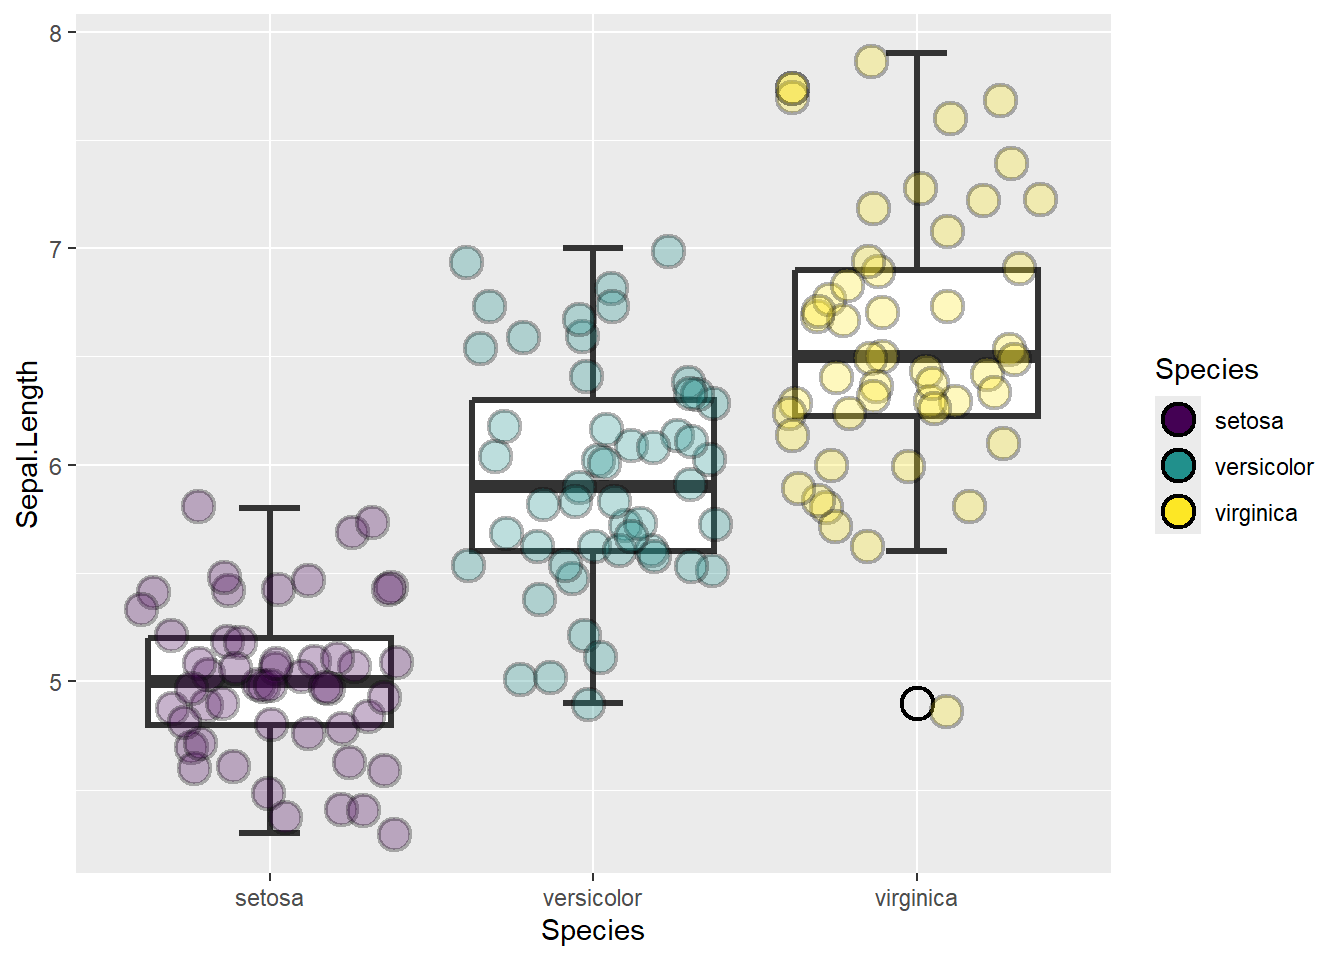 8
7
6
5
Sepal.Length
setosa
versicolor
virginica
Species
Species
setosa
versicolor
virginica